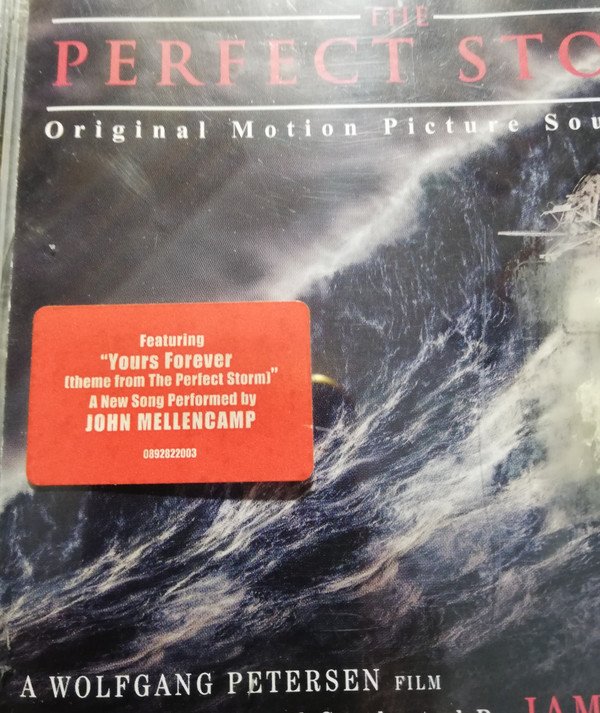 THE
PERFECT STO
Original Motion Picture Sou
Featuring
“Yours Forever
(theme from The Perfect Storm)”
A New Song Performed by
JOHN MELLENCAMP
0892822003
A WOLFGANG PETERSEN FILM
JAM